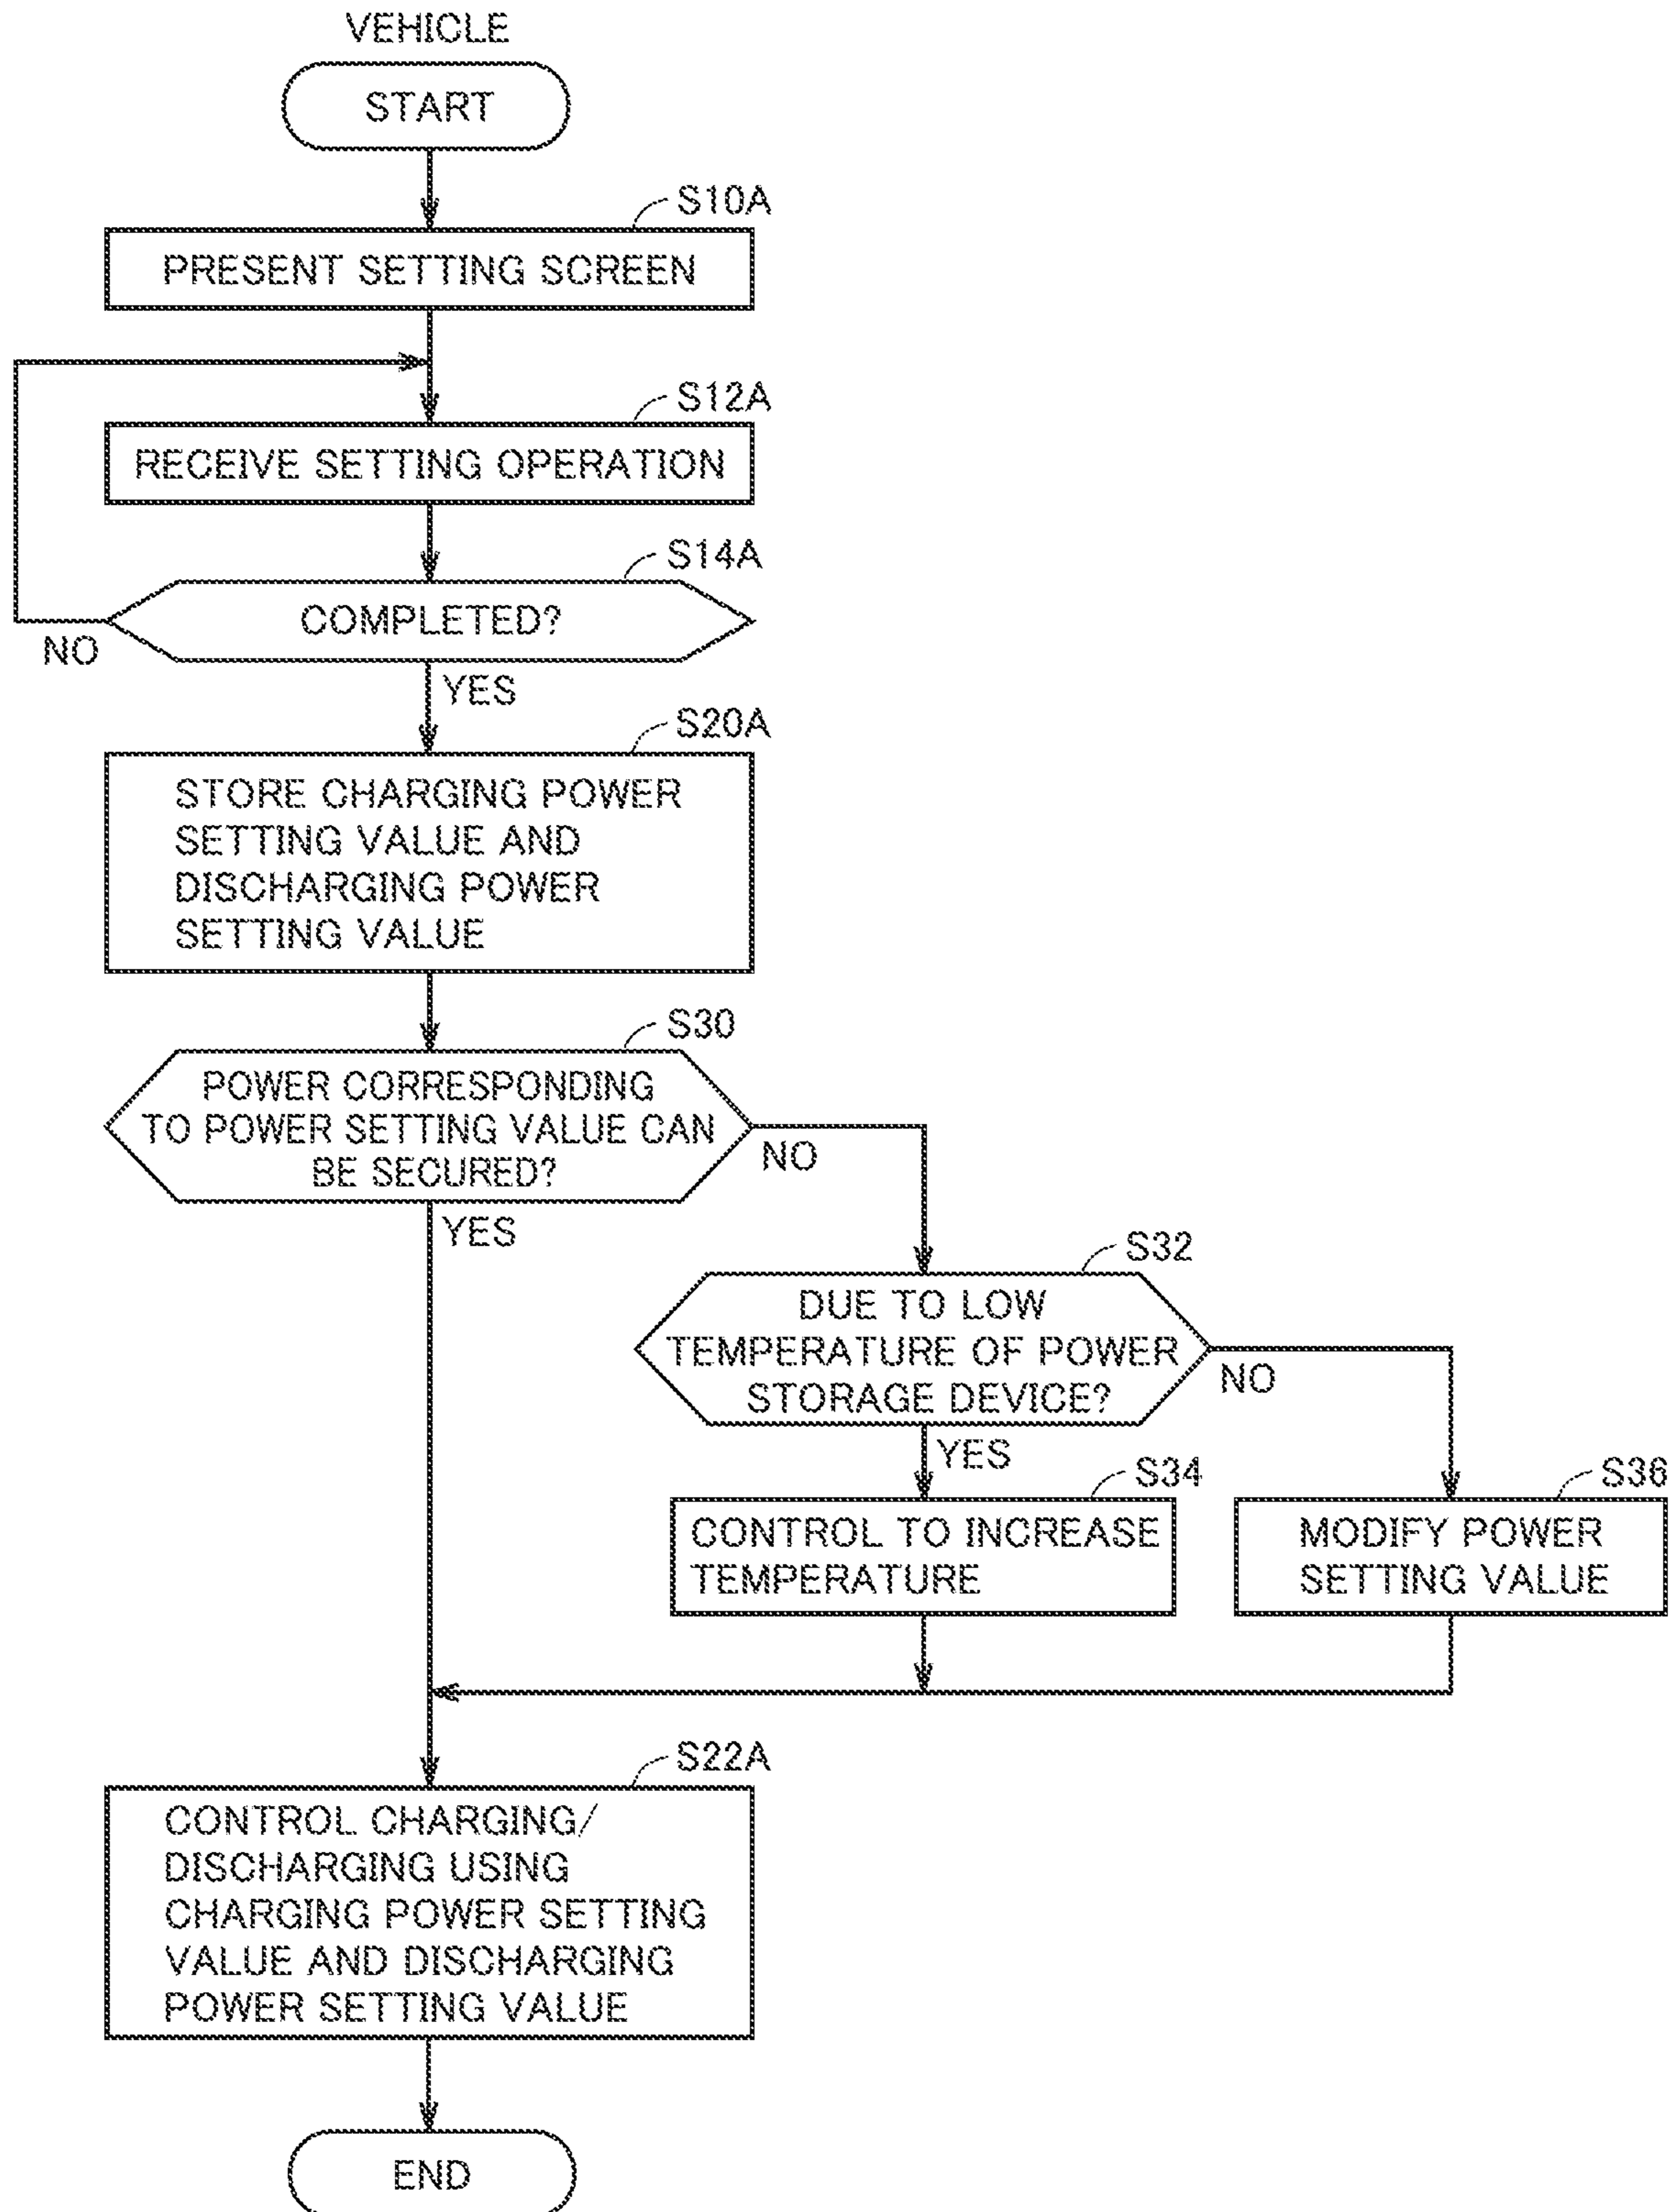 VEHICLE
START
S10A
PRESENT SETTING SCREEN
S12A
RECEIVE SETTING OPERATION
S14A
COMPLETED?
NO
YES
S20A
STORE CHARGING POWER
SETTING VALUE AND
DISCHARGING POWER
SETTING VALUE
S30
POWER CORRESPONDING
TO POWER SETTING VALUE CAN
BE SECURED?
NO
YES
S32
DUE TO LOW
TEMPERATURE OF POWER
STORAGE DEVICE?
NO
YES
S34
CONTROL TO INCREASE
TEMPERATURE
S36
MODIFY POWER
SETTING VALUE
S22A
CONTROL CHARGING/
DISCHARGING USING
CHARGING POWER SETTING
VALUE AND DISCHARGING
POWER SETTING VALUE
END